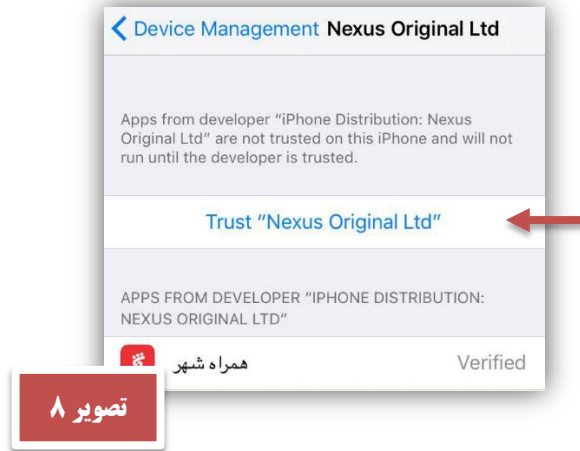 Device Management Nexus Original Ltd
Apps from developer “iPhone Distribution: Nexus
Original Ltd” are not trusted on this iPhone and will not
run until the developer is trusted.
Trust “Nexus Original Ltd”
APPS FROM DEVELOPER “IPHONE DISTRIBUTION:
NEXUS ORIGINAL LTD”
همراه شهر Verified
تصویر ۸